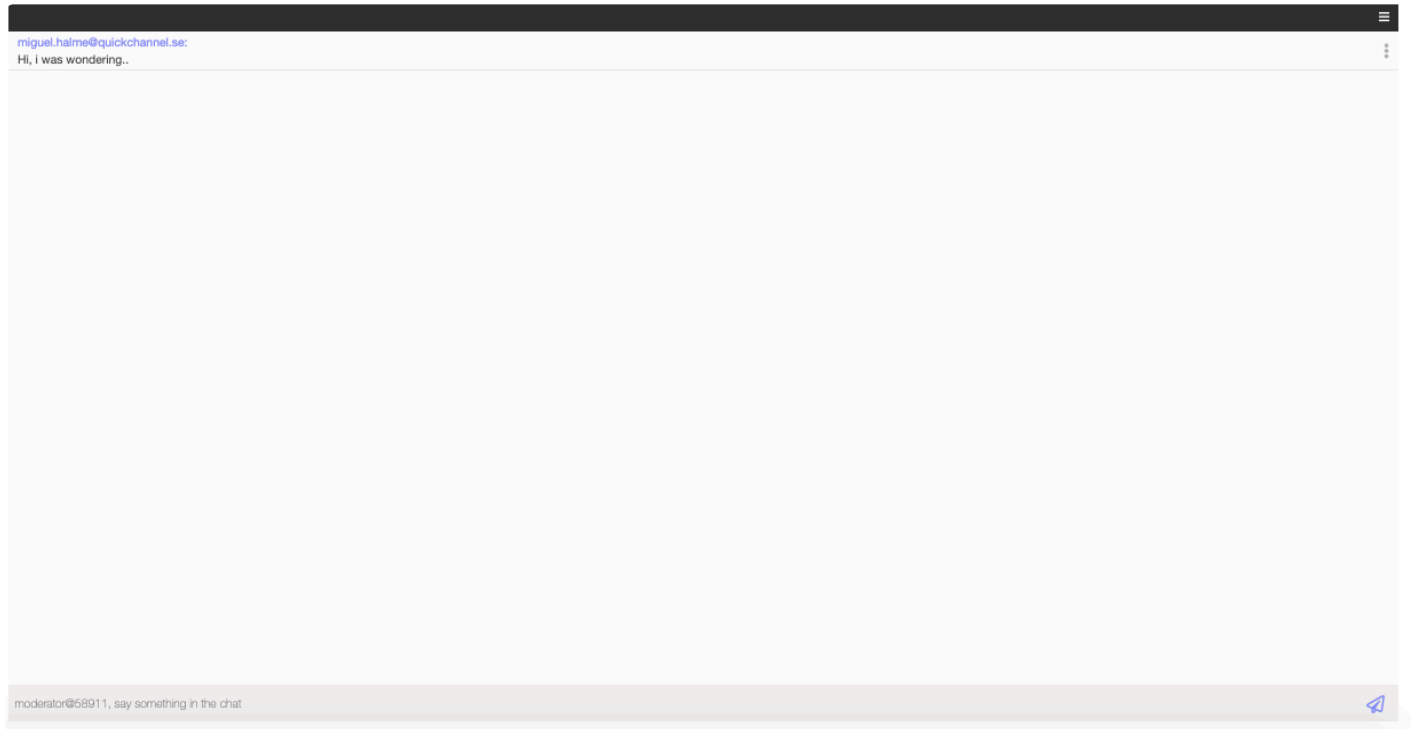 miguel.halme@quickchannel.se:
Hi, i was wondering..
moderator@58911, say something in the chat